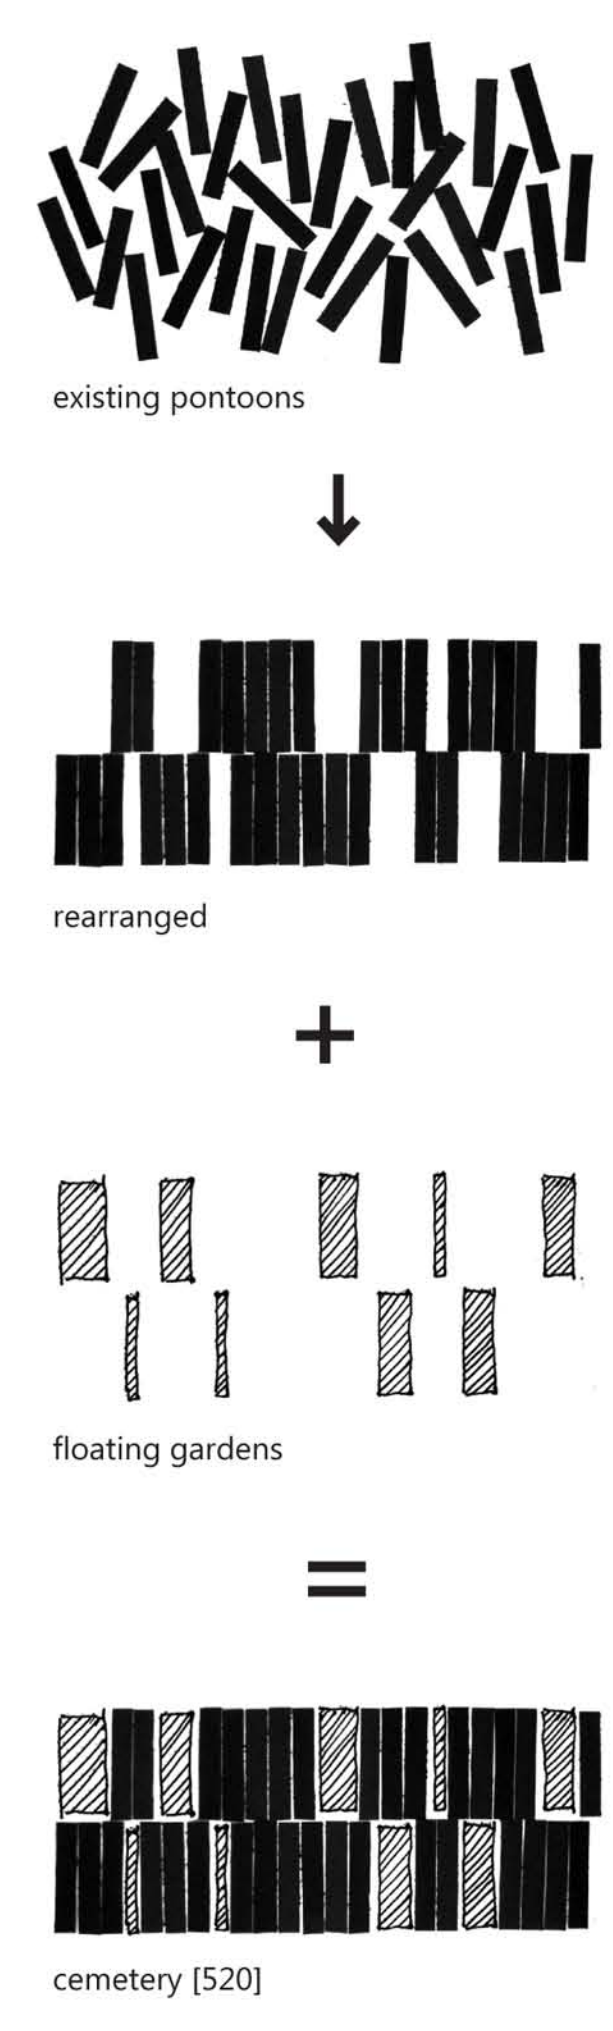 existing pontoons
↓
rearranged
+
floating gardens
=
cemetery [520]